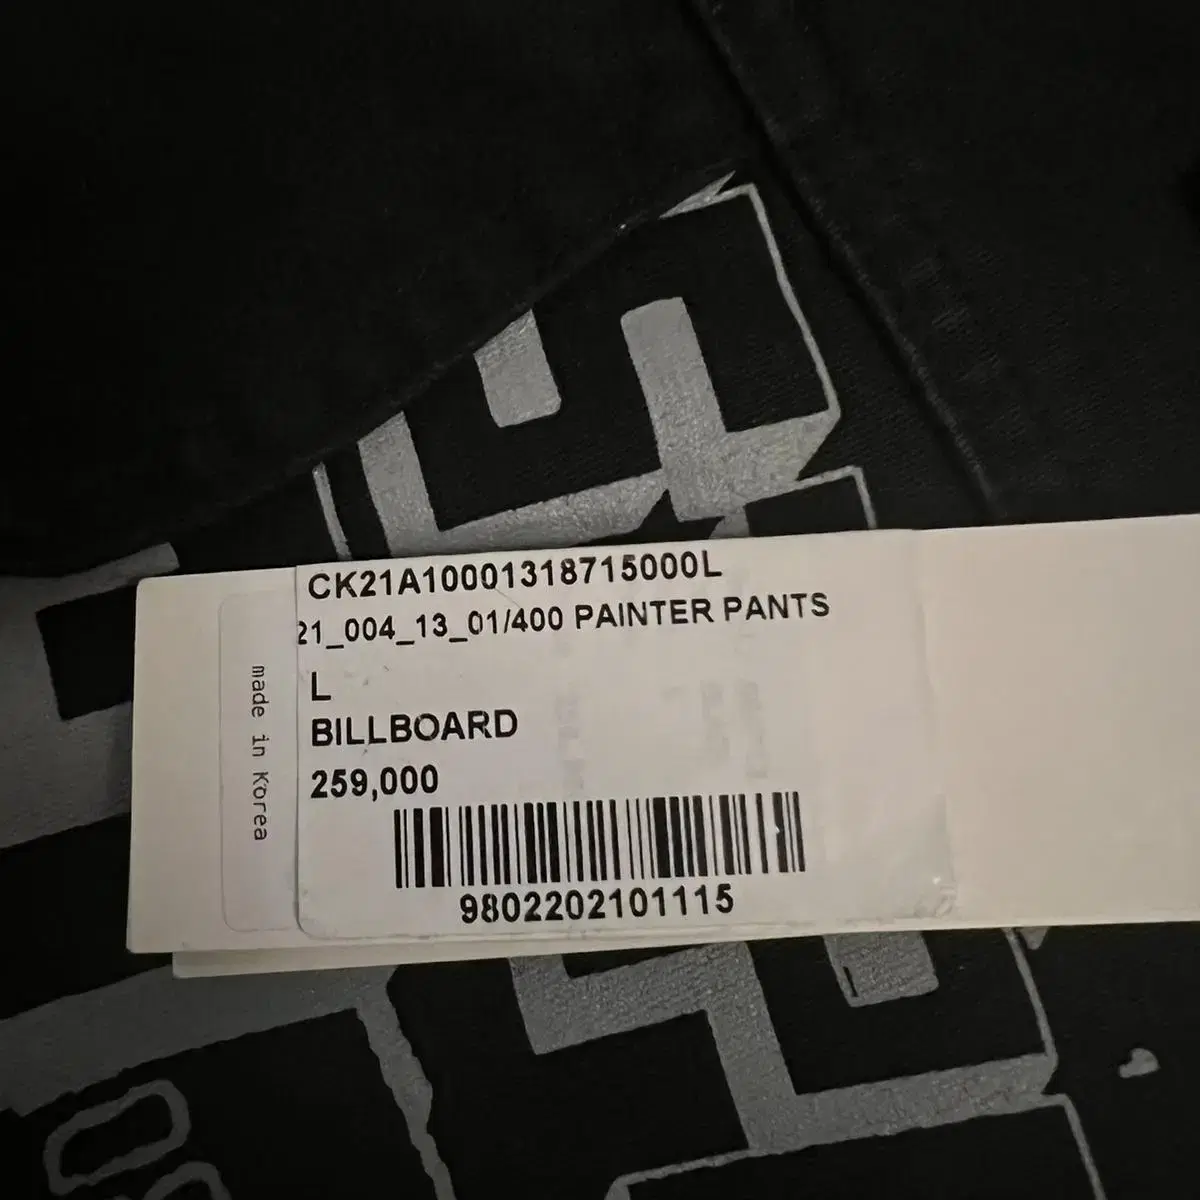 CK21A10001318715000L
21_004_13_01/400 PAINTER PANTS
L
BILLBOARD
259,000
9802202101115
made in Korea